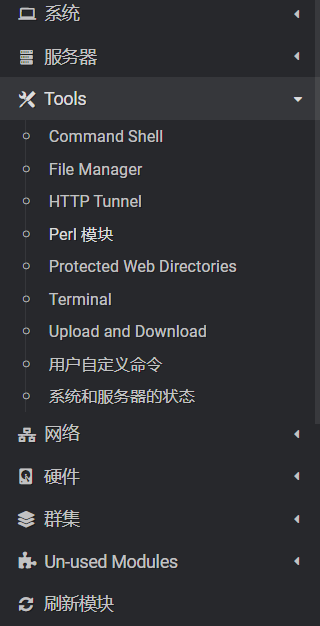 系统
服务器
Tools
Command Shell
File Manager
HTTP Tunnel
Perl 模块
Protected Web Directories
Terminal
Upload and Download
用户自定义命令
系统和服务器的状态
网络
硬件
群集
Un-used Modules
刷新模块